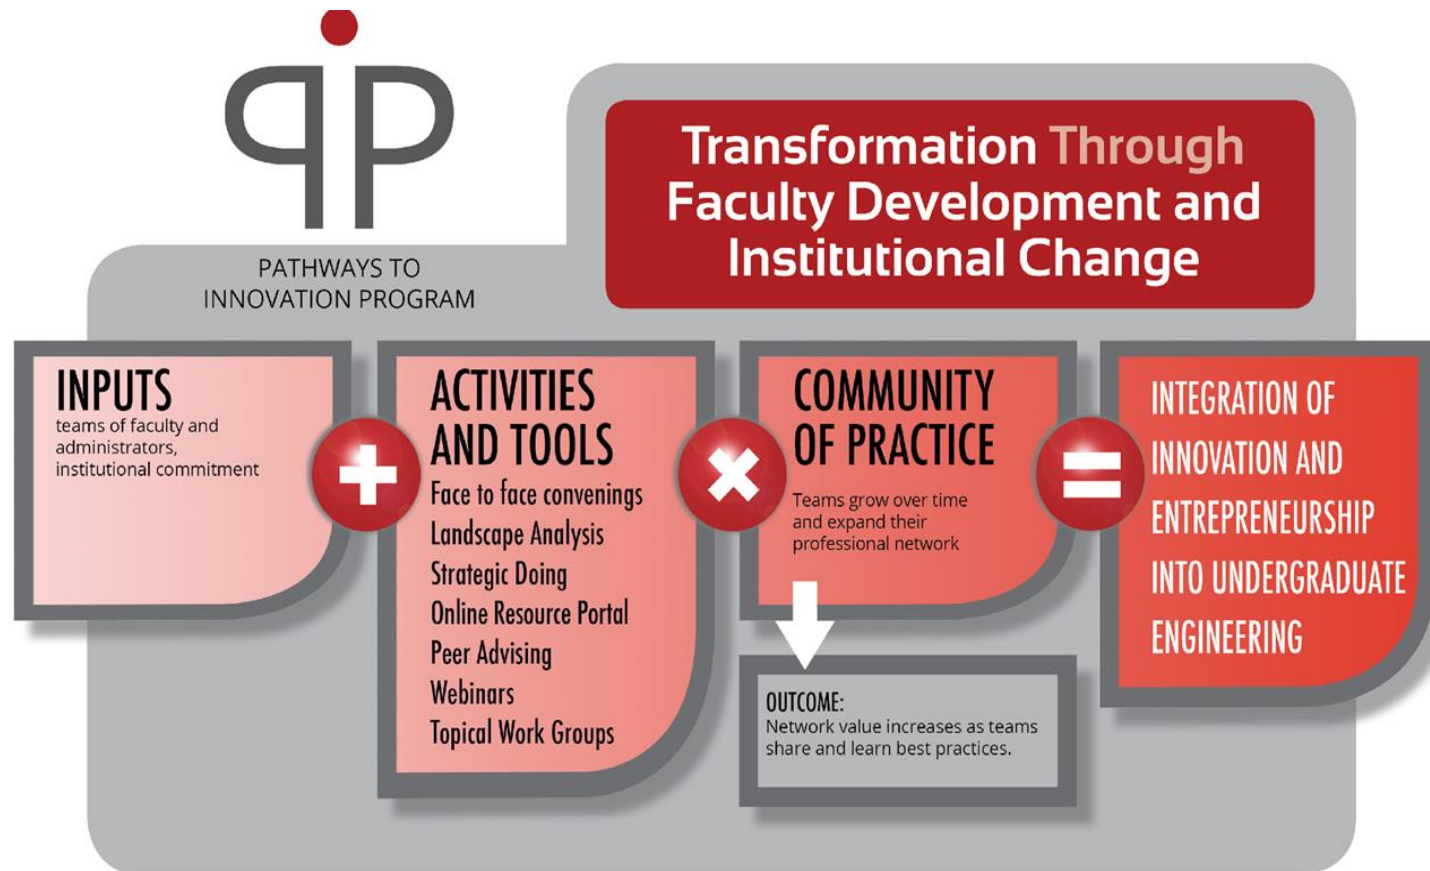 PiP
PATHWAYS TO
INNOVATION PROGRAM
Transformation Through
Faculty Development and
Institutional Change
INPUTS
teams of faculty and
administrators,
institutional commitment
+
ACTIVITIES
AND TOOLS
Face to face convenings
Landscape Analysis
Strategic Doing
Online Resource Portal
Peer Advising
Webinars
Topical Work Groups
×
COMMUNITY
OF PRACTICE
Teams grow over time
and expand their
professional network
OUTCOME:
Network value increases as teams
share and learn best practices.
=
INTEGRATION OF
INNOVATION AND
ENTREPRENEURSHIP
INTO UNDERGRADUATE
ENGINEERING